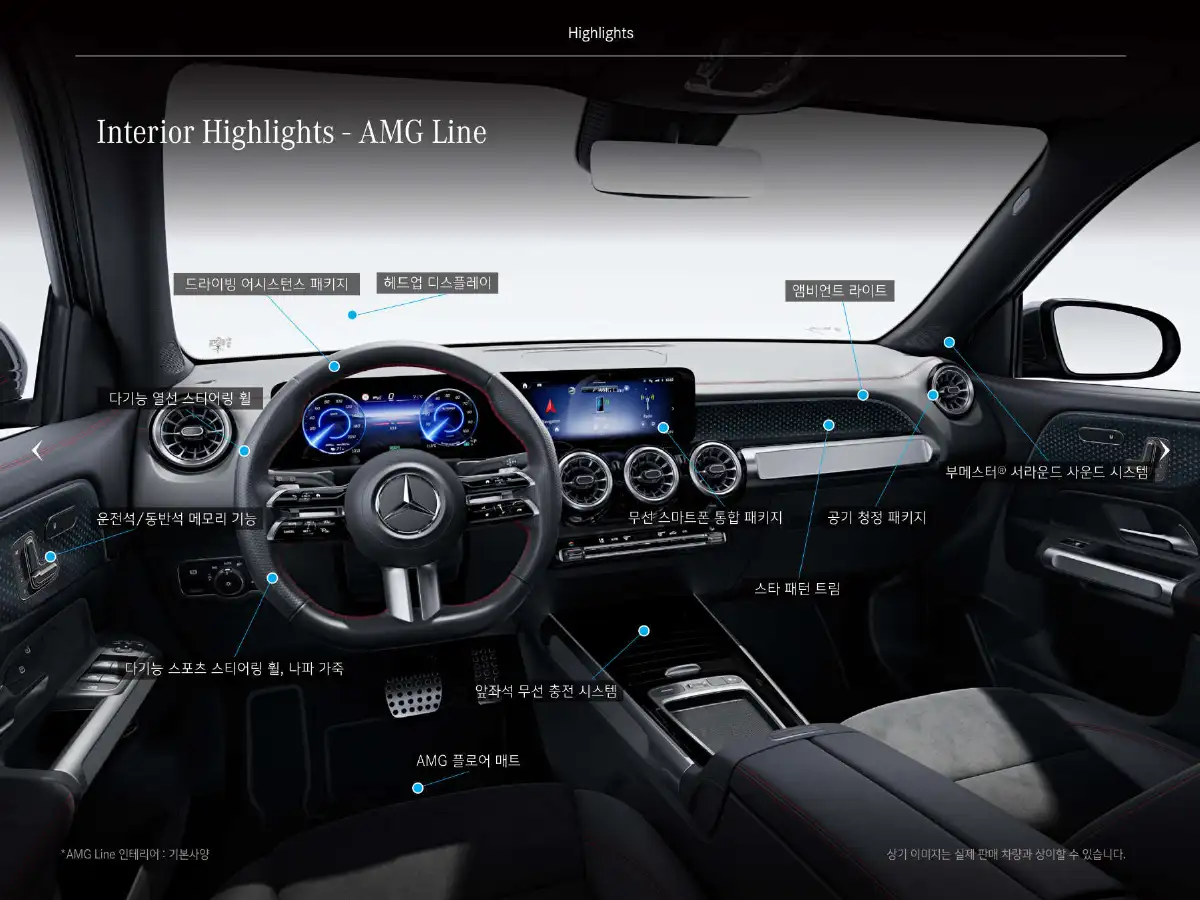 Highlights
Interior Highlights - AMG Line
드라이빙 어시스턴스 패키지
헤드업 디스플레이
앰비언트 라이트
다기능 열선 스티어링 휠
부메스터® 서라운드 사운드 시스템
운전석/동반석 메모리 기능
무선 스마트폰 통합 패키지
공기 청정 패키지
스타 패턴 트림
다기능 스포츠 스티어링 휠, 나파 가죽
앞좌석 무선 충전 시스템
AMG 플로어 매트
*AMG Line 인테리어 : 기본사양
상기 이미지는 실제 판매 차량과 상이할 수 있습니다.